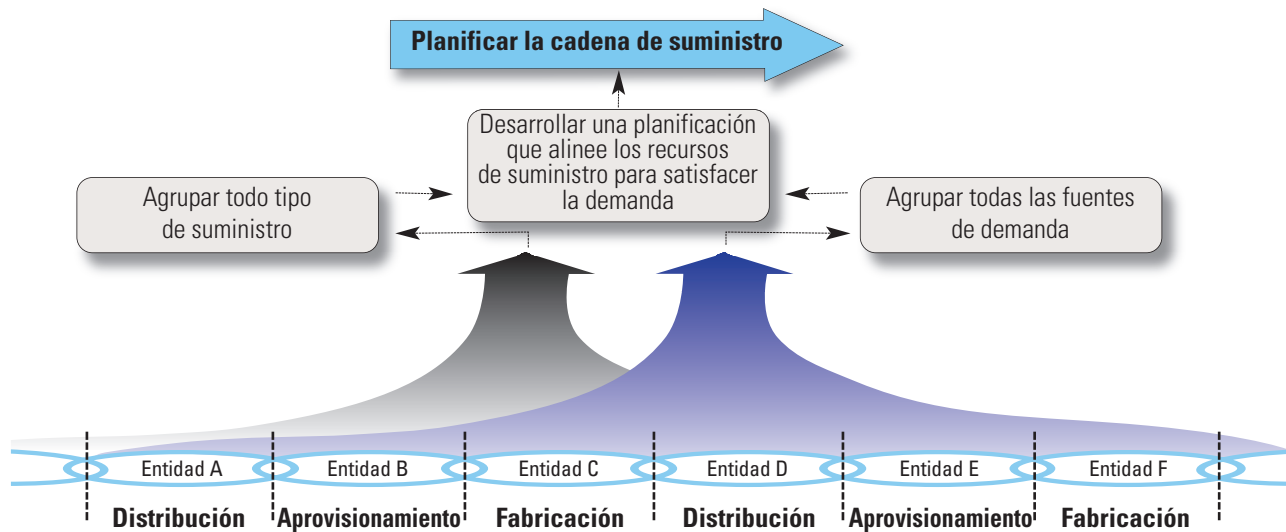 Planificar la cadena de suministro
Desarrollar una planificación
que alinee los recursos
de suministro para satisfacer
la demanda
Agrupar todo tipo
de suministro
Agrupar todas las fuentes
de demanda
Entidad A
Entidad B
Entidad C
Entidad D
Entidad E
Entidad F
Distribución
Aprovisionamiento
Fabricación
Distribución
Aprovisionamiento
Fabricación